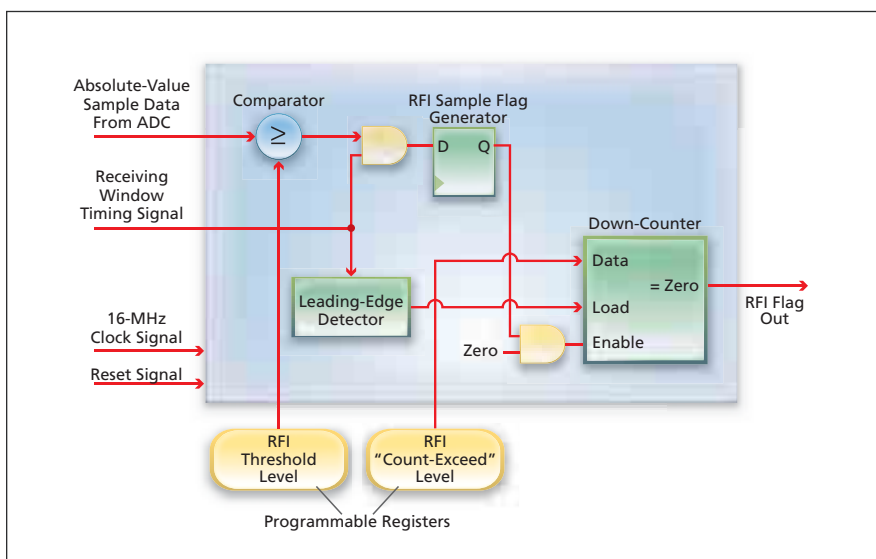 Absolute-Value
Sample Data
From ADC
Comparator
≥
RFI Sample Flag
Generator
D
Q
Receiving
Window
Timing Signal
Leading-Edge
Detector
Down-Counter
Data
= Zero
Load
Enable
RFI Flag
Out
16-MHz
Clock Signal
Zero
Reset Signal
RFI
Threshold
Level
RFI
“Count-Exceed”
Level
Programmable Registers